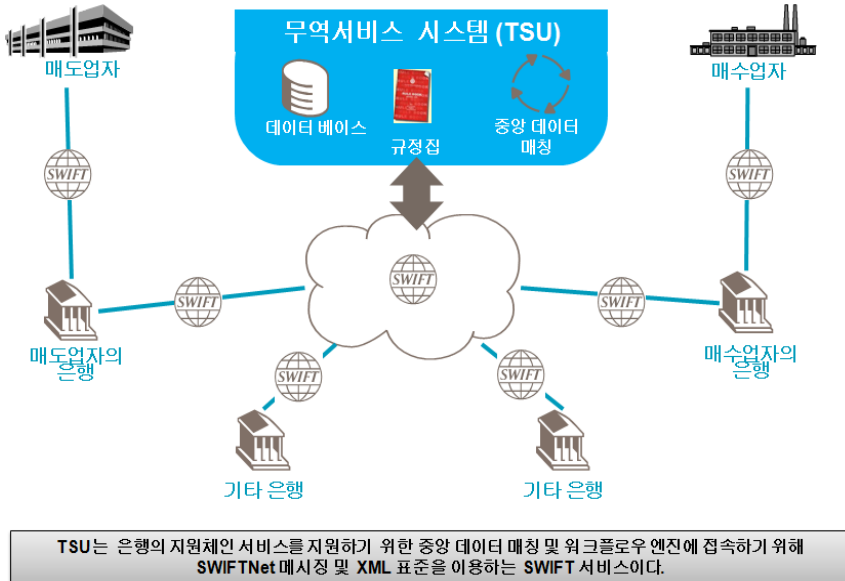 무역서비스 시스템 (TSU)
데이터 베이스
규정집
중앙 데이터
매칭
매도업자
매수업자
SWIFT
SWIFT
SWIFT
SWIFT
SWIFT
매도업자의
은행
매수업자의
은행
SWIFT
SWIFT
기타 은행
기타 은행
TSU는 은행의 지원체인 서비스를 지원하기 위한 중앙 데이터 매칭 및 워크플로우 엔진에 접속하기 위해
SWIFTNet 메시징 및 XML 표준을 이용하는 SWIFT 서비스이다.